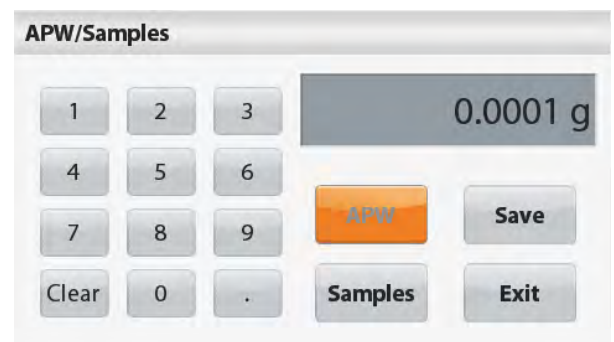 APW/Samples
0.0001 g
1 2 3
4 5 6
APW Save
7 8 9
Clear 0 .
Samples Exit